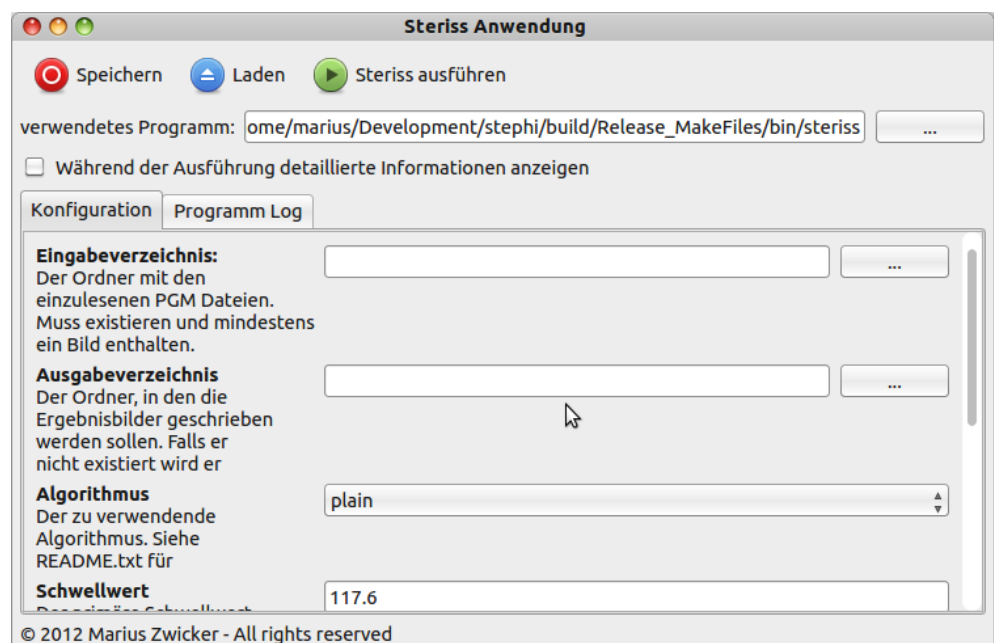 Steriss Anwendung
Speichern Laden Steriss ausführen
verwendetes Programm: ome/marius/Development/stephi/build/Release_MakeFiles/bin/steriss ...
Während der Ausführung detaillierte Informationen anzeigen
Konfiguration Programm Log
Eingabeverzeichnis:
Der Ordner mit den
einzulesenen PGM Dateien.
Muss existieren und mindestens
ein Bild enthalten.
...
Ausgabeverzeichnis
Der Ordner, in den die
Ergebnisbilder geschrieben
werden sollen. Falls er
nicht existiert wird er
...
Algorithmus
Der zu verwendende
Algorithmus. Siehe
README.txt für
plain
Schwellwert
117.6
© 2012 Marius Zwicker - All rights reserved